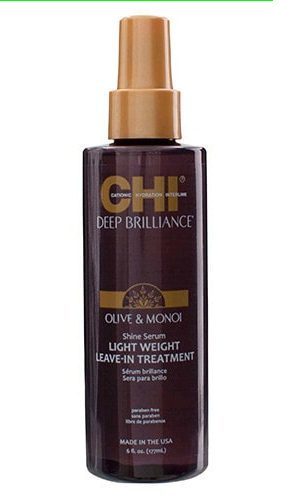 CHI®
CATIONIC HYDRATION INTERLINK
DEEP BRILLIANCE®
OLIVE & MONOI
Shine Serum
LIGHT WEIGHT
LEAVE-IN TREATMENT
Sérum brillance
Sera para brillo
paraben free
sans paraben
libre de parabenos
MADE IN THE USA
6 fl. oz. (177mL)